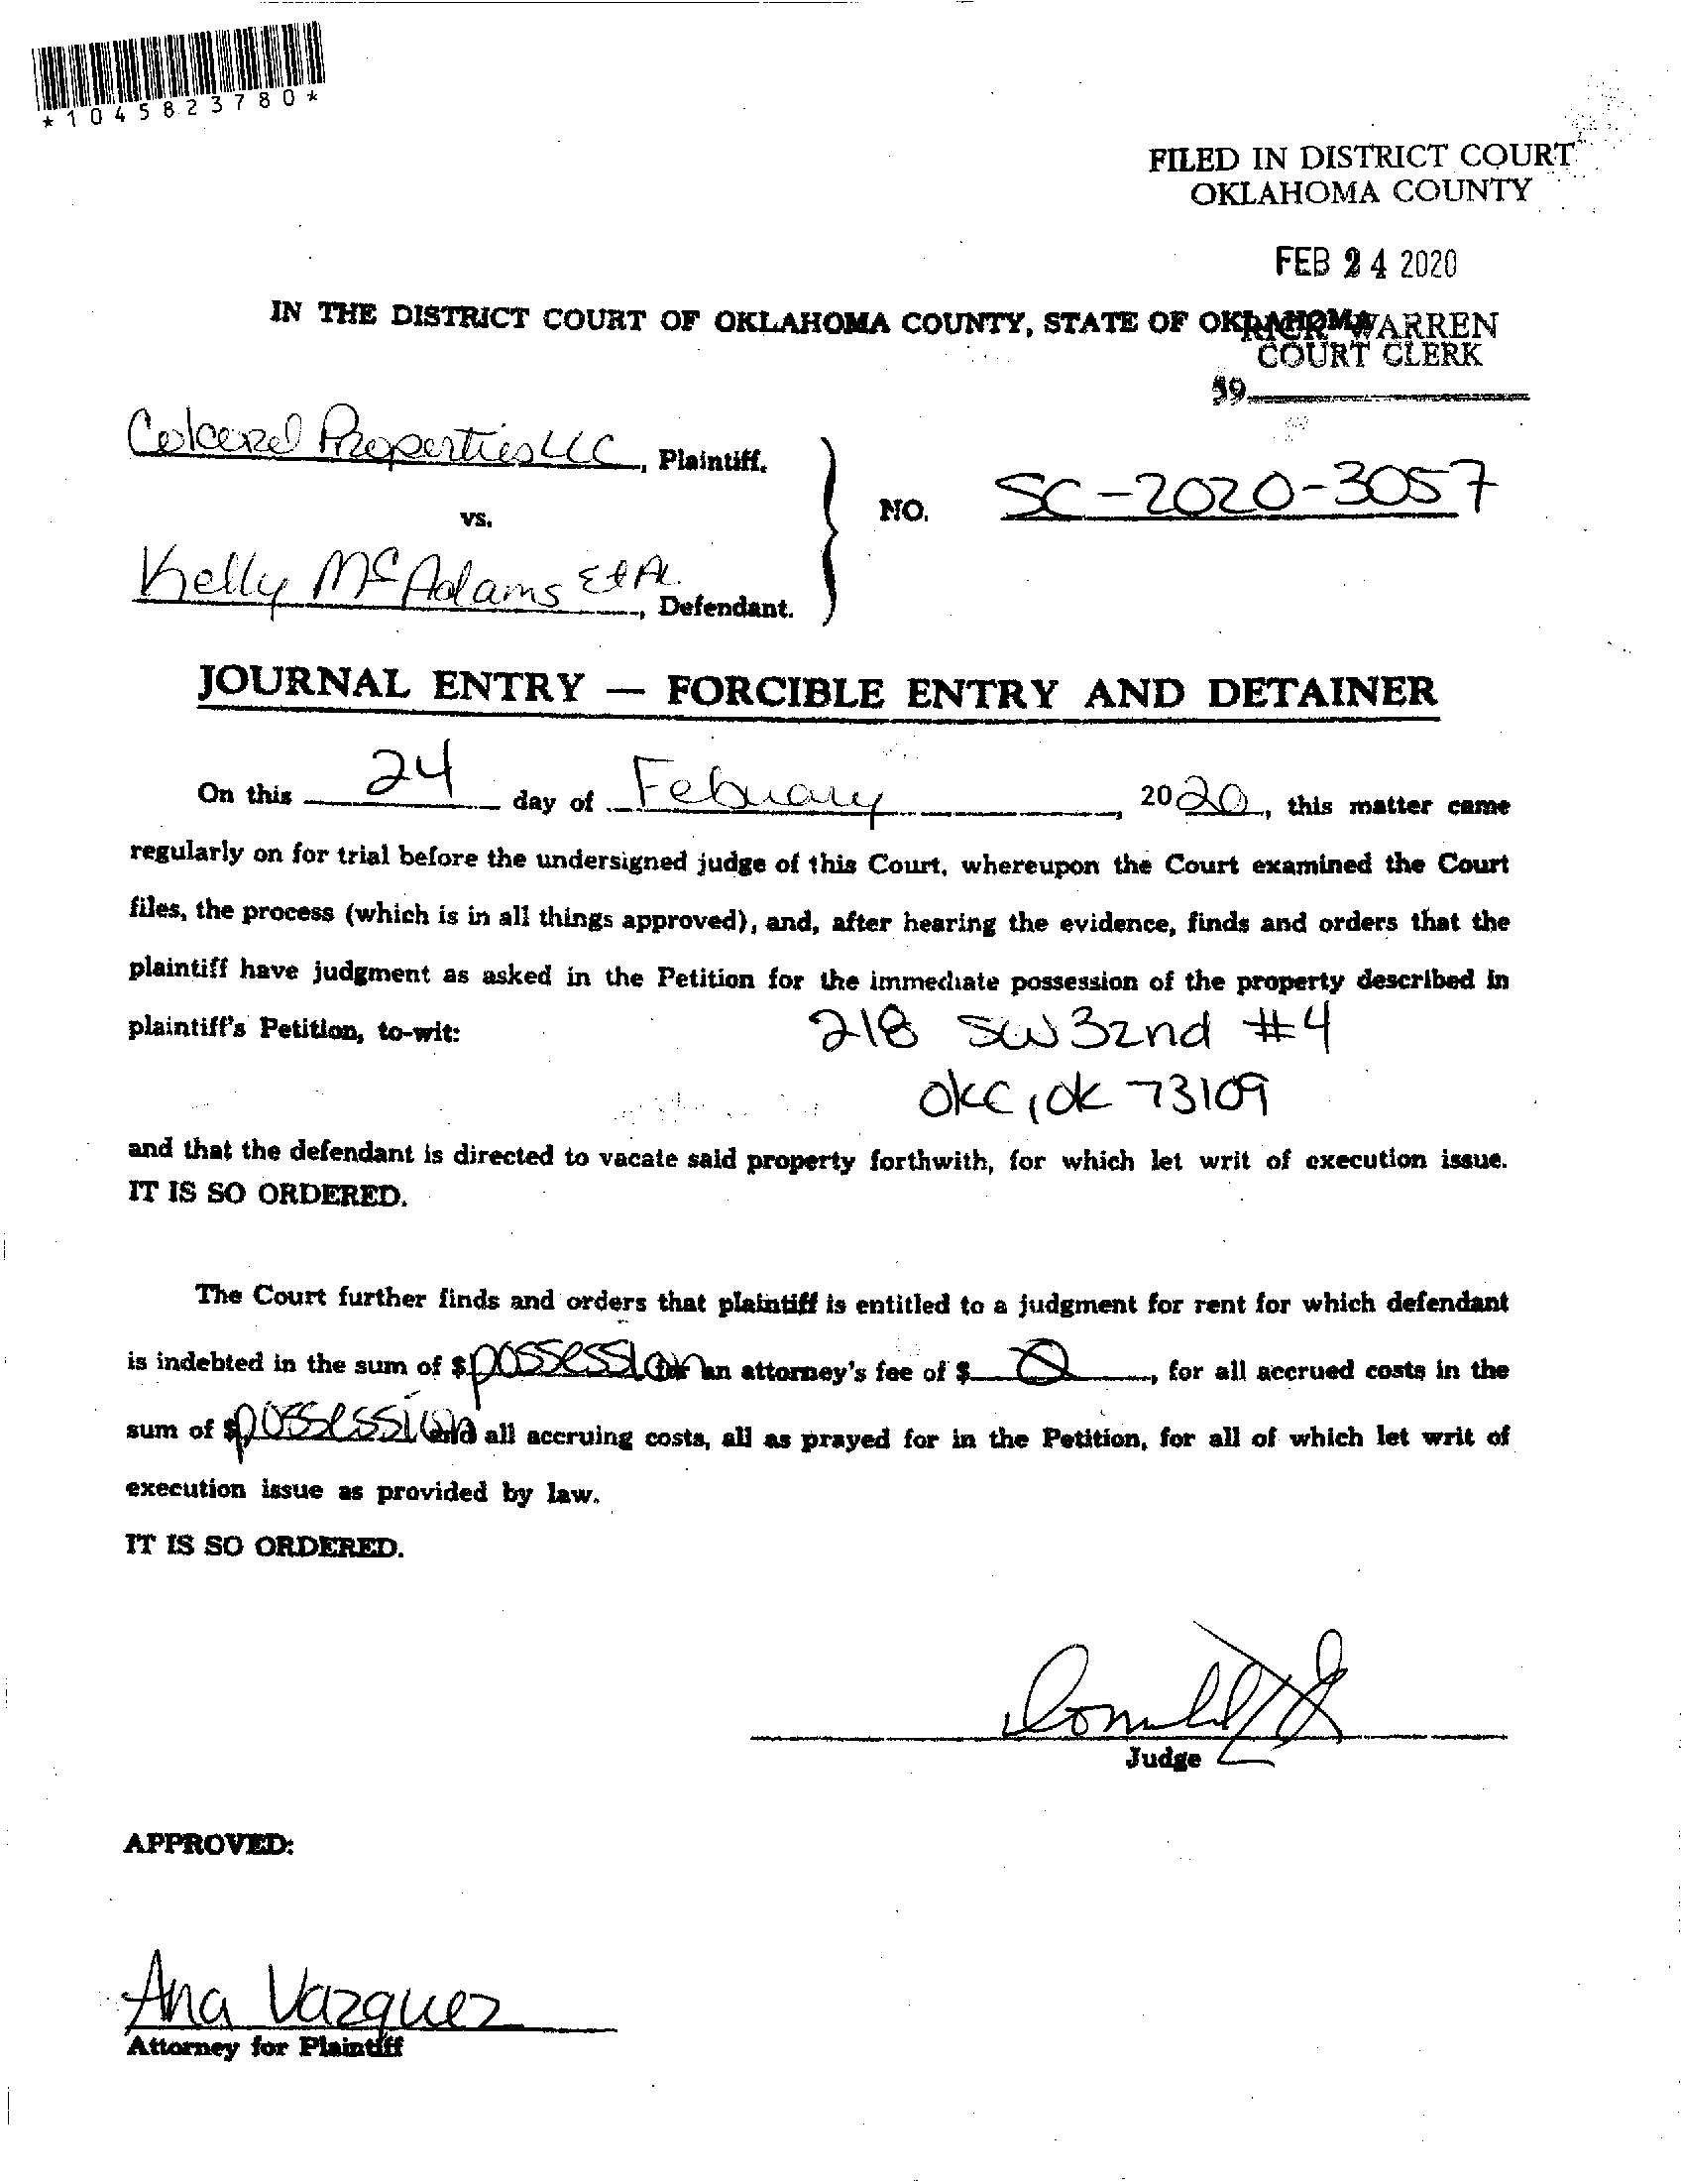 *1045823780*
FILED IN DISTRICT COURT
OKLAHOMA COUNTY
FEB 24 2020
IN THE DISTRICT COURT OF OKLAHOMA COUNTY, STATE OF OKLAHOMA
RICK WARREN
COURT CLERK
39
Properties LLC, Plaintiff,
vs.
NO. SC-2020-3057
Kelly McAdams Et Al., Defendant.
JOURNAL ENTRY — FORCIBLE ENTRY AND DETAINER
On this 24 day of Febuary, 2020, this matter came
regularly on for trial before the undersigned judge of this Court, whereupon the Court examined the Court
files, the process (which is in all things approved), and, after hearing the evidence, finds and orders that the
plaintiff have judgment as asked in the Petition for the immediate possession of the property described in
plaintiff's Petition, to-wit: 218 SW 32nd #4
OKC, OK 73109
and that the defendant is directed to vacate said property forthwith, for which let writ of execution issue.
IT IS SO ORDERED.
The Court further finds and orders that plaintiff is entitled to a judgment for rent for which defendant
is indebted in the sum of $possession for an attorney's fee of $ 0, for all accrued costs in the
sum of $possession and all accruing costs, all as prayed for in the Petition, for all of which let writ of
execution issue as provided by law.
IT IS SO ORDERED.
Judge
APPROVED:
Ana Vazquez
Attorney for Plaintiff